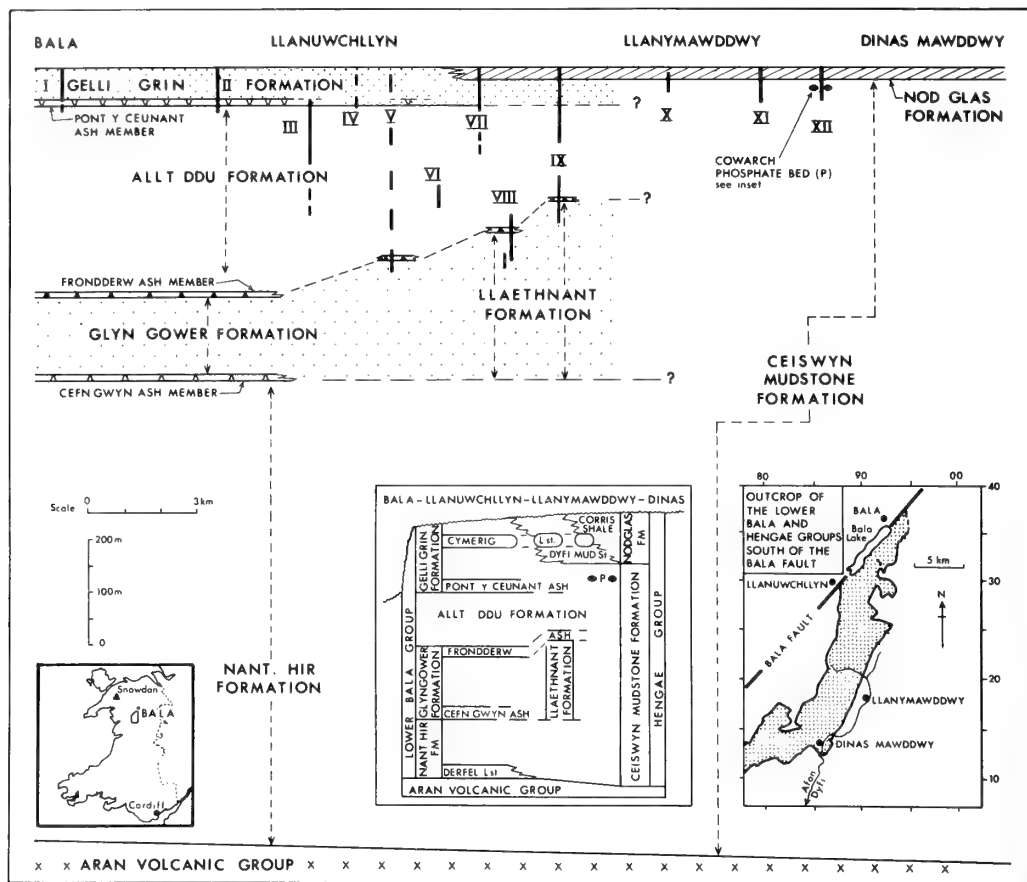 BALA
LLANUWCHLLYN
LLANYMAWDDWY
DINAS MAWDDWY
I GELLI GRIN II FORMATION
PONT Y CEUNANT
ASH MEMBER
NOD GLAS
FORMATION
?
III
IV
V
VII
IX
X
XI
XII
COWARCH
PHOSPHATE BED (P)
see inset
ALLT DDU FORMATION
VI
VIII
?
FRONDDERW ASH MEMBER
LLAETHNANT
FORMATION
GLYN GOWER FORMATION
?
CEFN GWYN ASH MEMBER
CEISWYN
MUDSTONE
FORMATION
Scale
0 3 km
200 m
100 m
0
NANT. HIR
FORMATION
Snowdon
BALA
Cardiff
BALA-LLANUWCHLLYN-LLANYMAWDDWY-DINAS
LOWER BALA GROUP
GELLI GRIN
FORMATION
GLYN GOWER
FORMATION
NANT HIR
FM
CYMERIG
Lst.
CORRIS
SHALE
DYFI MUD St
NOD GLAS
FM
PONT Y CEUNANT ASH
P
ALLT DDU FORMATION
ASH
FRONDDERW
LLAETHNANT
FORMATION
CEFN GWYN ASH
DERFEL Lst
CEISWYN MUDSTONE FORMATION
HENGAE GROUP
ARAN VOLCANIC GROUP
80 90 00
OUTCROP OF
THE LOWER
BALA AND
HENGAE GROUPS
SOUTH OF THE
BALA FAULT
BALA
Bala
Lake
5 km
LLANUWCHLLYN
N
BALA FAULT
LLANYMAWDDWY
DINAS MAWDDWY
Afon
Dyfi
40
30
20
10
x x ARAN VOLCANIC GROUP x x x x x x x x x x x x x x x